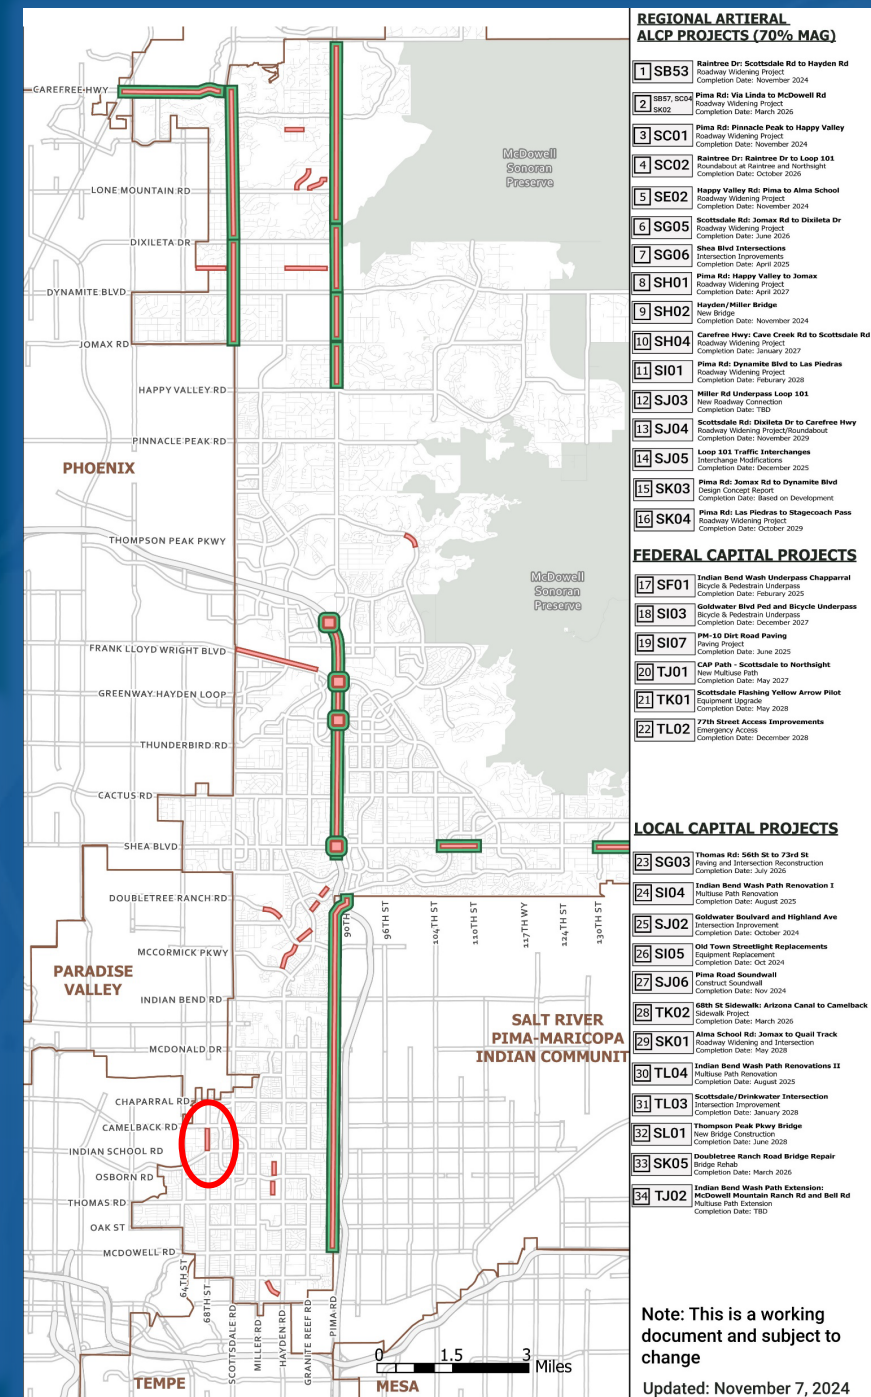 CAREFREE HWY
LONE MOUNTAIN RD
DIXILETA DR
DYNAMITE BLVD
JOMAX RD
HAPPY VALLEY RD
PINNACLE PEAK RD
PHOENIX
THOMPSON PEAK PKWY
FRANK LLOYD WRIGHT BLVD
GREENWAY HAYDEN LOOP
THUNDERBIRD RD
CACTUS RD
SHEA BLVD
DOUBLETREE RANCH RD
MCCORMICK PKWY
PARADISE
VALLEY
INDIAN BEND RD
MCDONALD DR
CHAPARRAL RD
CAMELBACK RD
INDIAN SCHOOL RD
OSBORN RD
THOMAS RD
OAK ST
MCDOWELL RD
McDowell
Sonoran
Preserve
McDowell
Sonoran
Preserve
90TH
96TH ST
104TH ST
110TH ST
117TH WY
124TH ST
130TH ST
SALT RIVER
PIMA-MARICOPA
INDIAN COMMUNIT
64TH ST
68TH ST
SCOTTSDALE RD
MILLER RD
HAYDEN RD
GRANITE REEF RD
PIMA RD
TEMPE
MESA
0 1.5 3
Miles
REGIONAL ARTIERAL
ALCP PROJECTS (70% MAG)
1 SB53 Raintree Dr: Scottsdale Rd to Hayden Rd
Roadway Widening Project
Completion Date: November 2024
2 SB57, SC04 SK02 Pima Rd: Via Linda to McDowell Rd
Roadway Widening Project
Completion Date: March 2026
3 SC01 Pima Rd: Pinnacle Peak to Happy Valley
Roadway Widening Project
Completion Date: November 2024
4 SC02 Raintree Dr: Raintree Dr to Loop 101
Roundabout at Raintree and Northsight
Completion Date: October 2026
5 SE02 Happy Valley Rd: Pima to Alma School
Roadway Widening Project
Completion Date: November 2024
6 SG05 Scottsdale Rd: Jomax Rd to Dixileta Dr
Roadway Widening Project
Completion Date: June 2026
7 SG06 Shea Blvd Intersections
Intersection Inprovements
Completion Date: April 2025
8 SH01 Pima Rd: Happy Valley to Jomax
Roadway Widening Project
Completion Date: April 2027
9 SH02 Hayden/Miller Bridge
New Bridge
Completion Date: November 2024
10 SH04 Carefree Hwy: Cave Creek Rd to Scottsdale Rd
Roadway Widening Project
Completion Date: January 2027
11 SI01 Pima Rd: Dynamite Blvd to Las Piedras
Roadway Widening Project
Completion Date: Feburary 2028
12 SJ03 Miller Rd Underpass Loop 101
New Roadway Connection
Completion Date: TBD
13 SJ04 Scottsdale Rd: Dixileta Dr to Carefree Hwy
Roadway Widening Project/Roundabout
Completion Date: November 2029
14 SJ05 Loop 101 Traffic Interchanges
Interchange Modifications
Completion Date: December 2025
15 SK03 Pima Rd: Jomax Rd to Dynamite Blvd
Design Concept Report
Completion Date: Based on Development
16 SK04 Pima Rd: Las Piedras to Stagecoach Pass
Roadway Widening Project
Completion Date: October 2029
FEDERAL CAPITAL PROJECTS
17 SF01 Indian Bend Wash Underpass Chapparral
Bicycle & Pedestrain Underpass
Completion Date: Feburary 2025
18 SI03 Goldwater Blvd Ped and Bicycle Underpass
Bicycle & Pedestrain Underpass
Completion Date: December 2027
19 SI07 PM-10 Dirt Road Paving
Paving Project
Completion Date: June 2025
20 TJ01 CAP Path - Scottsdale to Northsight
New Multiuse Path
Completion Date: May 2027
21 TK01 Scottsdale Flashing Yellow Arrow Pilot
Equipment Upgrade
Completion Date: May 2028
22 TL02 77th Street Access Improvements
Emergency Access
Completion Date: December 2028
LOCAL CAPITAL PROJECTS
23 SG03 Thomas Rd: 56th St to 73rd St
Paving and Intersection Reconstruction
Completion Date: July 2026
24 SI04 Indian Bend Wash Path Renovation I
Multiuse Path Renovation
Completion Date: August 2025
25 SJ02 Goldwater Boulvard and Highland Ave
Intersection Improvement
Completion Date: October 2024
26 SI05 Old Town Streetlight Replacements
Equipment Replacement
Completion Date: Oct 2024
27 SJ06 Pima Road Soundwall
Construct Soundwall
Completion Date: Nov 2024
28 TK02 68th St Sidewalk: Arizona Canal to Camelback
Sidewalk Project
Completion Date: March 2026
29 SK01 Alma School Rd: Jomax to Quail Track
Roadway Widening and Intersection
Completion Date: May 2028
30 TL04 Indian Bend Wash Path Renovations II
Multiuse Path Renovation
Completion Date: August 2025
31 TL03 Scottsdale/Drinkwater Intersection
Intersection Improvement
Completion Date: January 2028
32 SL01 Thompson Peak Pkwy Bridge
New Bridge Construction
Completion Date: June 2028
33 SK05 Doubletree Ranch Road Bridge Repair
Bridge Rehab
Completion Date: March 2026
34 TJ02 Indian Bend Wash Path Extension:
McDowell Mountain Ranch Rd and Bell Rd
Multiuse Path Extension
Completion Date: TBD
Note: This is a working
document and subject to
change
Updated: November 7, 2024